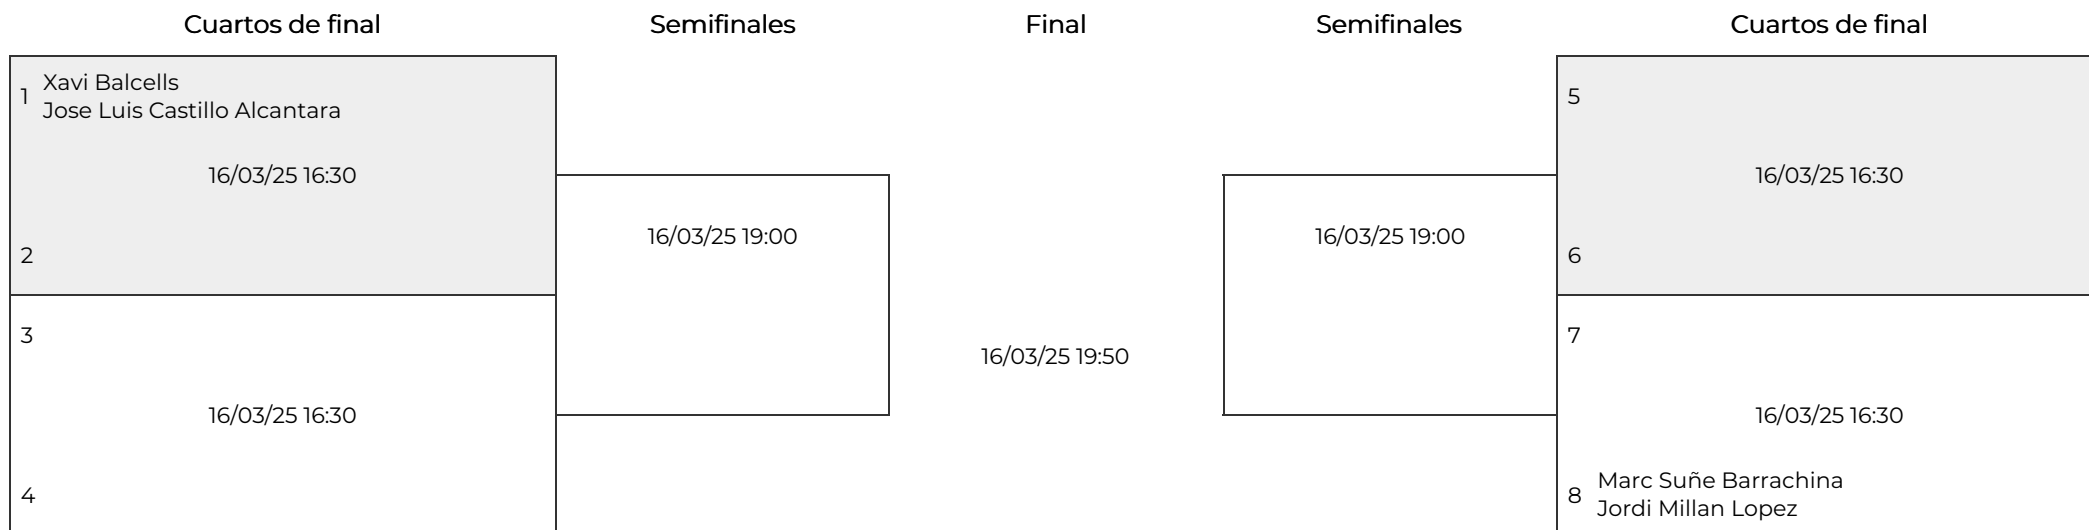 Cuartos de final
Semifinales
Final
Semifinales
Cuartos de final
1
Xavi Balcells
Jose Luis Castillo Alcantara
16/03/25 16:30
2
3
16/03/25 16:30
4
16/03/25 19:00
16/03/25 19:50
16/03/25 19:00
5
16/03/25 16:30
6
7
16/03/25 16:30
8
Marc Suñe Barrachina
Jordi Millan Lopez